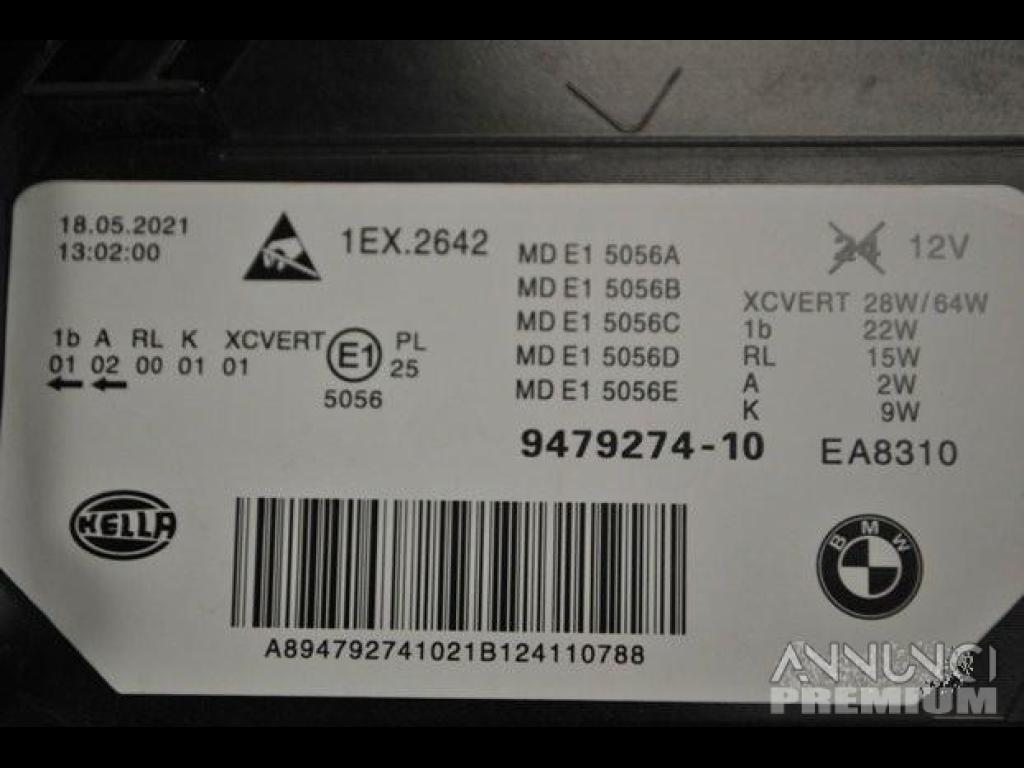 18.05.2021
13:02:00
1EX.2642
24 12V
MD E1 5056A
MD E1 5056B
MD E1 5056C
MD E1 5056D
MD E1 5056E
XCVERT 28W/64W
1b 22W
RL 15W
A 2W
K 9W
1b A RL K XCVERT E1 PL
01 02 00 01 01 25
5056
9479274-10 EA8310
HELLA
BMW
A894792741021B124110788
ANNUNCI
PREMIUM